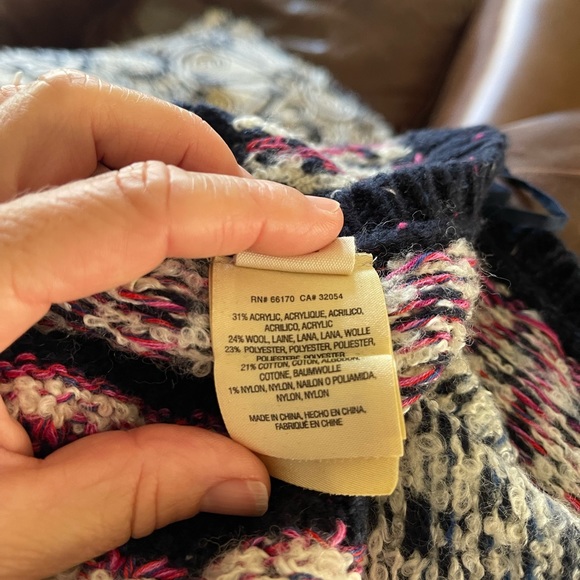 RN# 66170 CA# 32054
31% ACRYLIC, ACRYLIQUE, ACRILICO,
ACRILICO, ACRYLIC
24% WOOL, LAINE, LANA, LANA, WOLLE
23% POLYESTER, POLYESTER, POLIESTER,
POLIESTERE, POLYESTER
21% COTTON, COTON, ALGODON,
COTONE, BAUMWOLLE
1% NYLON, NYLON, NAILON O POLIAMIDA,
NYLON, NYLON
MADE IN CHINA, HECHO EN CHINA,
FABRIQUÉ EN CHINE